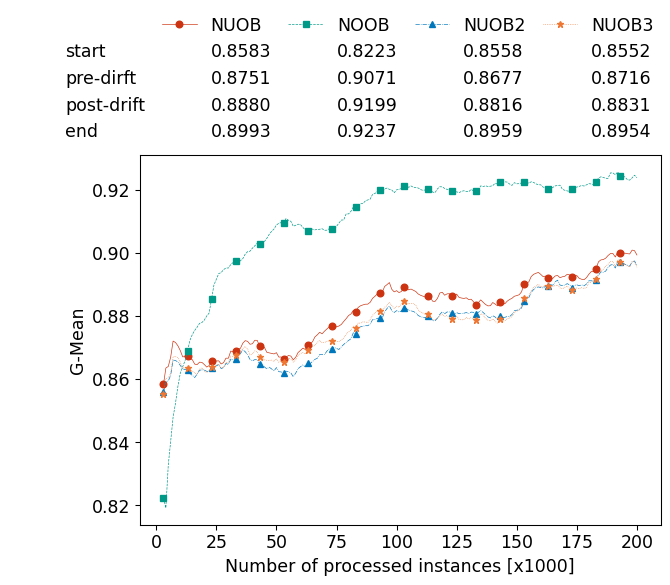 NUOB NOOB NUOB2 NUOB3
start 0.8583 0.8223 0.8558 0.8552
pre-dirft 0.8751 0.9071 0.8677 0.8716
post-drift 0.8880 0.9199 0.8816 0.8831
end 0.8993 0.9237 0.8959 0.8954
G-Mean
0.92
0.90
0.88
0.86
0.84
0.82
0 25 50 75 100 125 150 175 200
Number of processed instances [x1000]